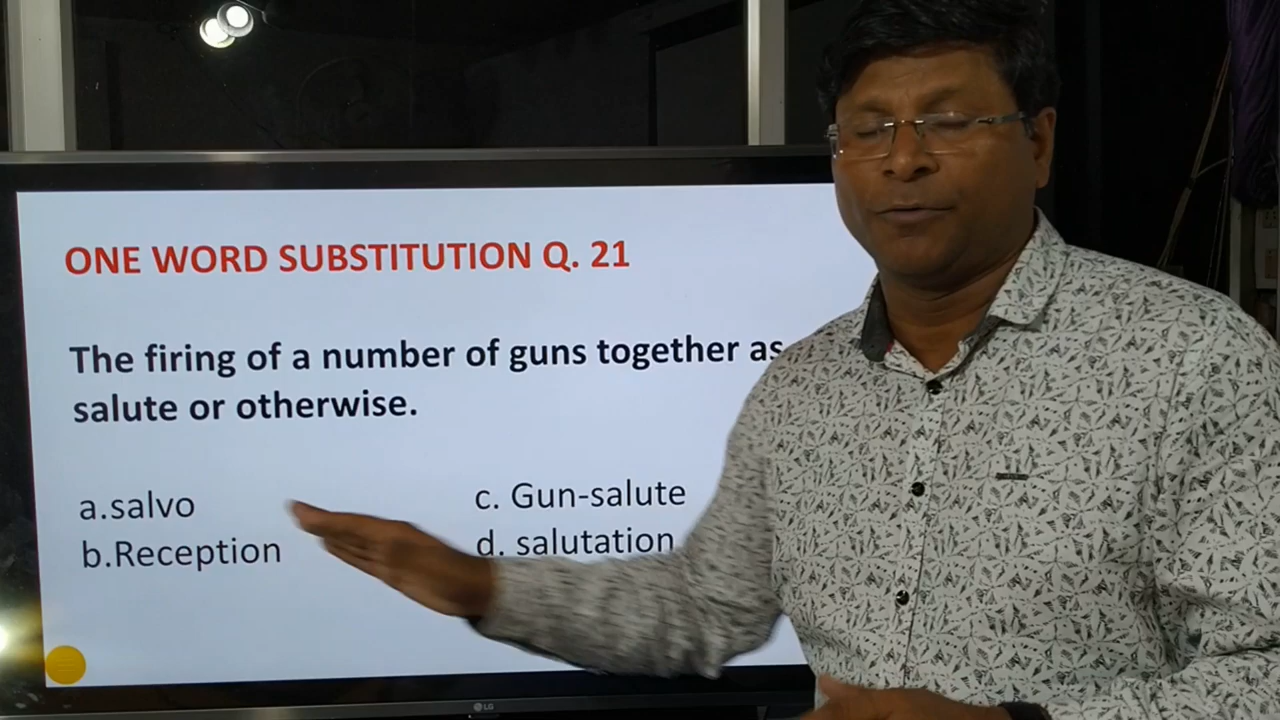 ONE WORD SUBSTITUTION Q. 21
The firing of a number of guns together as
salute or otherwise.
a.salvo
c. Gun-salute
b.Reception
d. salutation
LG